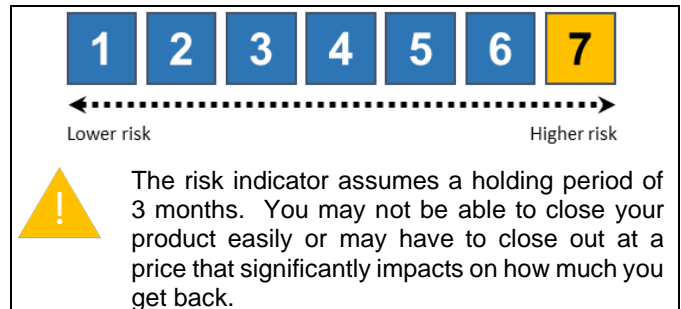 1 2 3 4 5 6 7
Lower risk Higher risk
!
The risk indicator assumes a holding period of
3 months. You may not be able to close your
product easily or may have to close out at a
price that significantly impacts on how much you
get back.